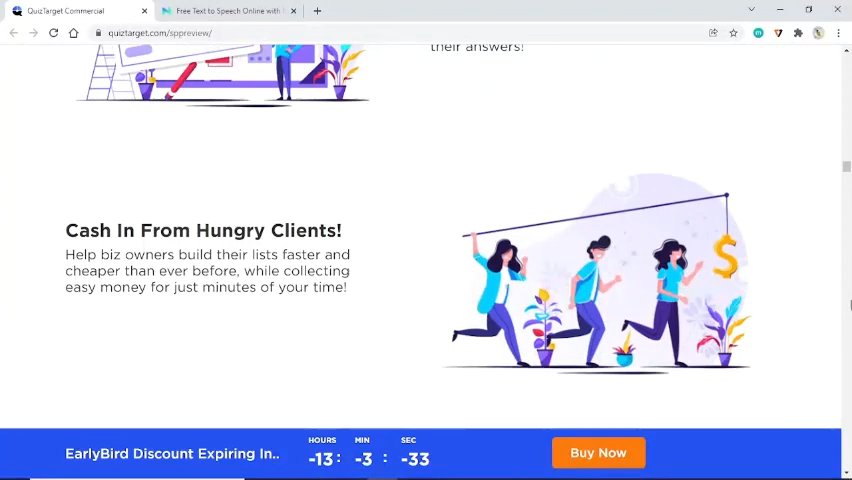 QuizTarget Commercial
Free Text to Speech Online with
quiztarget.com/sppreview/
their answers!
Cash In From Hungry Clients!
Help biz owners build their lists faster and
cheaper than ever before, while collecting
easy money for just minutes of your time!
$
EarlyBird Discount Expiring In..
HOURS MIN SEC
-13: -3 : -33
Buy Now